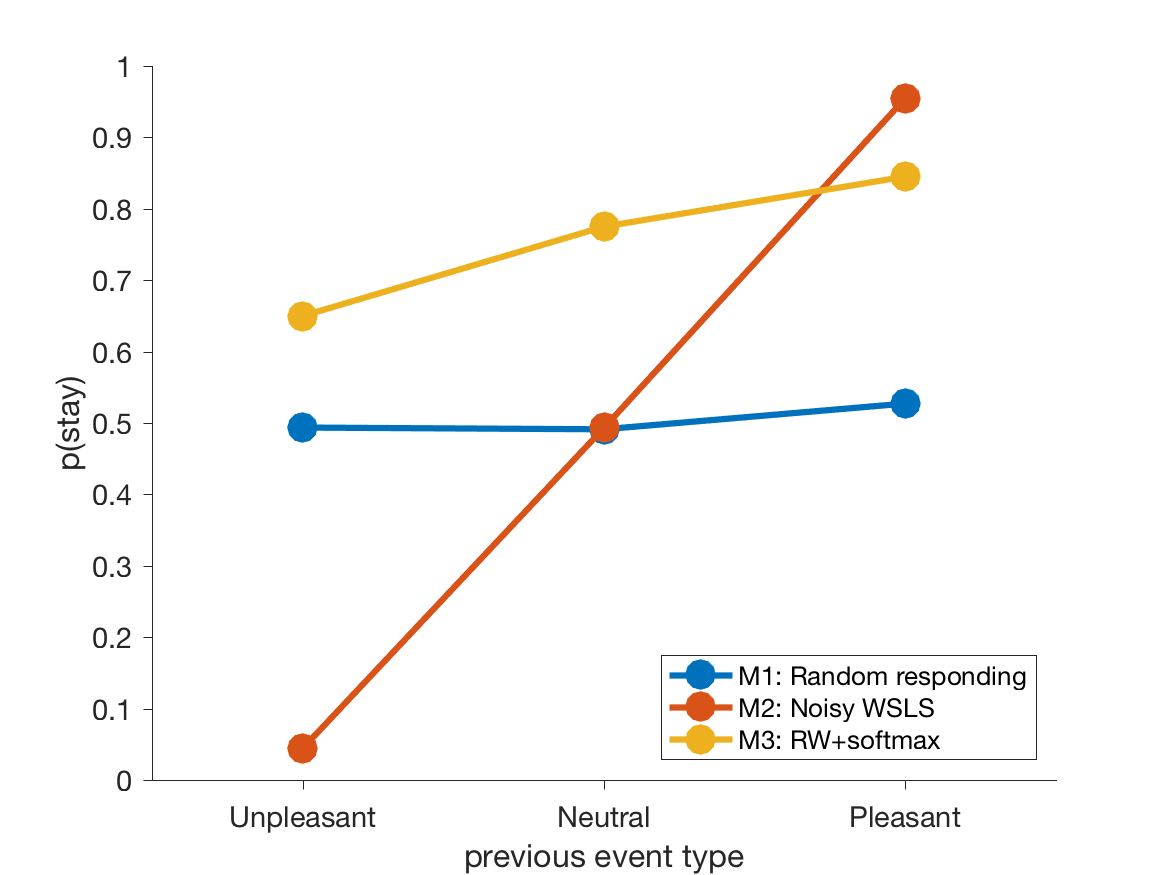 1
0.9
0.8
0.7
0.6
0.5
0.4
0.3
0.2
0.1
0
p(stay)
Unpleasant
Neutral
Pleasant
previous event type
M1: Random responding
M2: Noisy WSLS
M3: RW+softmax